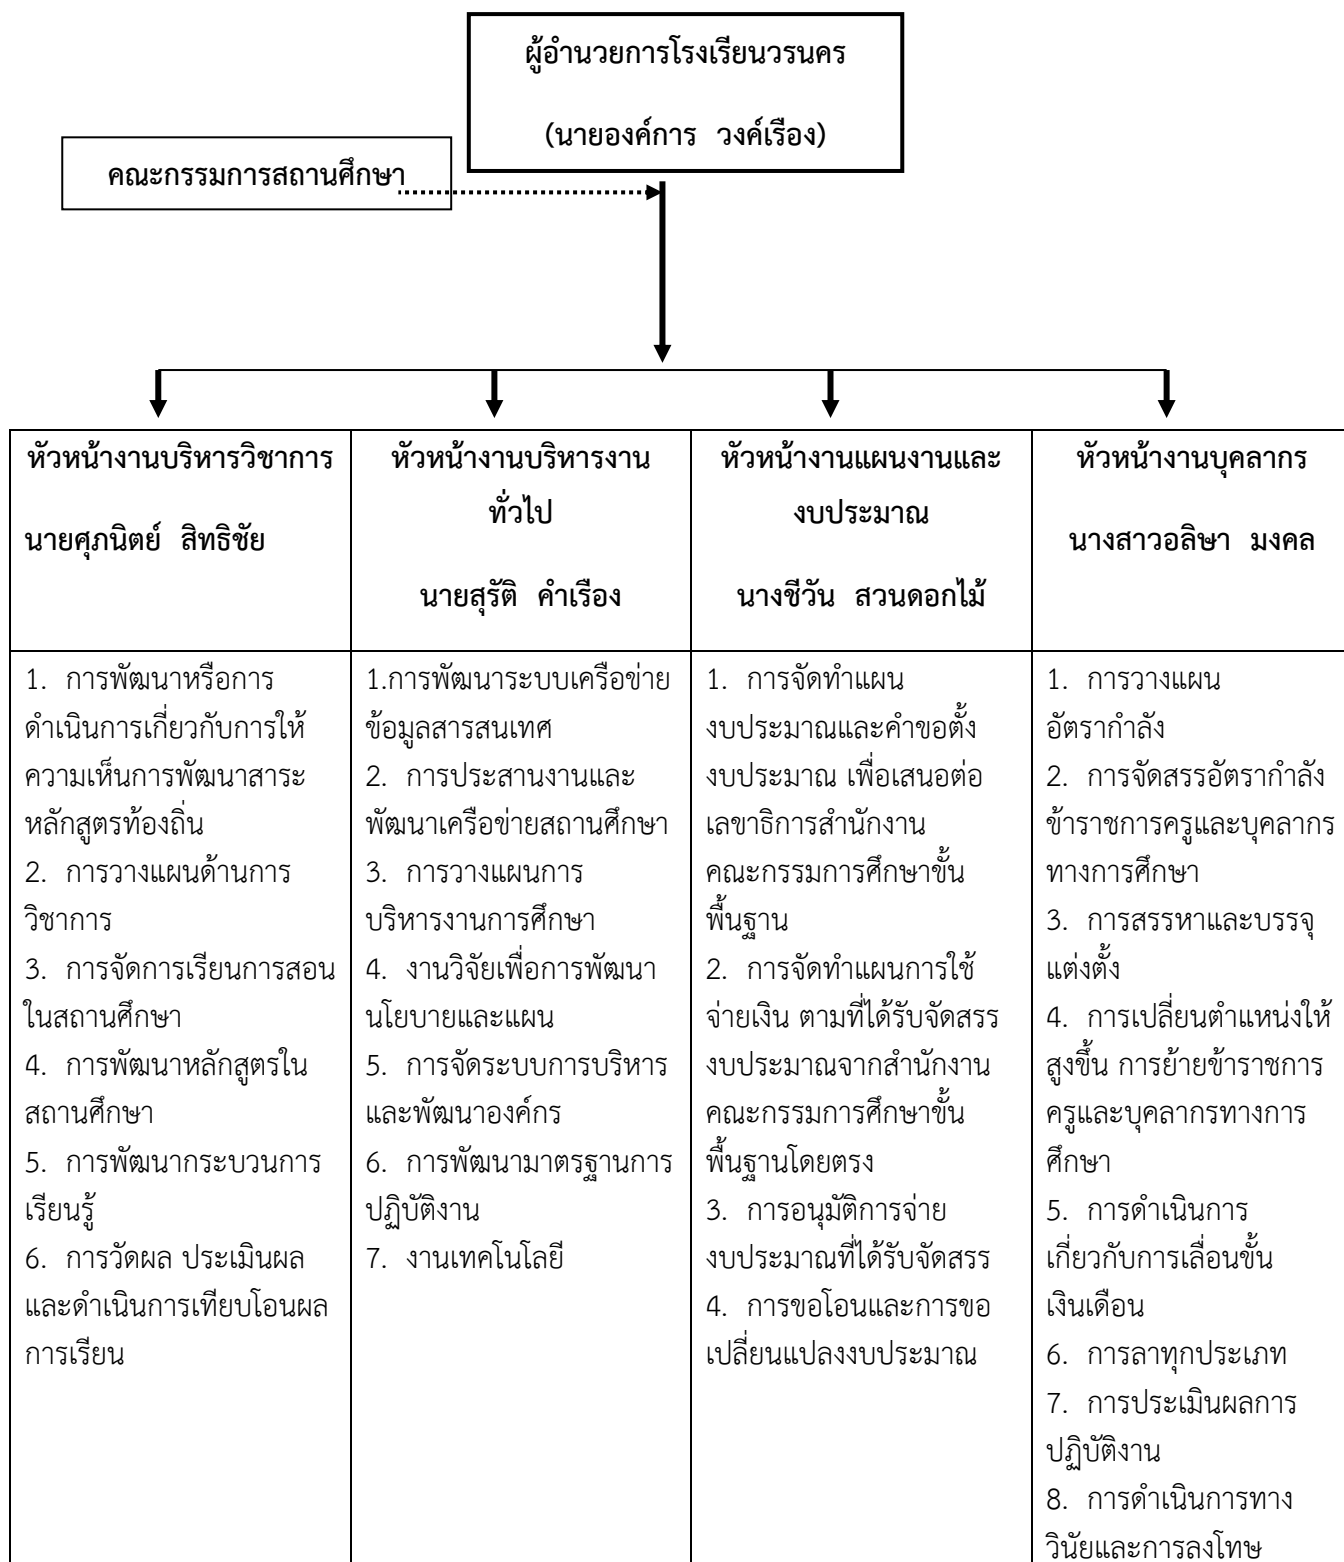 ผู้อำนวยการโรงเรียนวรนคร
(นายองค์การ วงค์เรือง)
คณะกรรมการสถานศึกษา
หัวหน้างานบริหารวิชาการ
นายศุภนิตย์ สิทธิชัย
หัวหน้างานบริหารงาน
ทั่วไป
นายสุรัติ คำเรือง
หัวหน้างานแผนงานและ
งบประมาณ
นางชีวัน สวนดอกไม้
หัวหน้างานบุคลากร
นางสาวอลิษา มงคล
1. การพัฒนาหรือการ
ดำเนินการเกี่ยวกับการให้
ความเห็นการพัฒนาสาระ
หลักสูตรท้องถิ่น
2. การวางแผนด้านการ
วิชาการ
3. การจัดการเรียนการสอน
ในสถานศึกษา
4. การพัฒนาหลักสูตรใน
สถานศึกษา
5. การพัฒนากระบวนการ
เรียนรู้
6. การวัดผล ประเมินผล
และดำเนินการเทียบโอนผล
การเรียน
1.การพัฒนาระบบเครือข่าย
ข้อมูลสารสนเทศ
2. การประสานงานและ
พัฒนาเครือข่ายสถานศึกษา
3. การวางแผนการ
บริหารงานการศึกษา
4. งานวิจัยเพื่อการพัฒนา
นโยบายและแผน
5. การจัดระบบการบริหาร
และพัฒนาองค์กร
6. การพัฒนามาตรฐานการ
ปฏิบัติงาน
7. งานเทคโนโลยี
1. การจัดทำแผน
งบประมาณและคำขอตั้ง
งบประมาณ เพื่อเสนอต่อ
เลขาธิการสำนักงาน
คณะกรรมการศึกษาขั้น
พื้นฐาน
2. การจัดทำแผนการใช้
จ่ายเงิน ตามที่ได้รับจัดสรร
งบประมาณจากสำนักงาน
คณะกรรมการศึกษาขั้น
พื้นฐานโดยตรง
3. การอนุมัติการจ่าย
งบประมาณที่ได้รับจัดสรร
4. การขอโอนและการขอ
เปลี่ยนแปลงงบประมาณ
1. การวางแผน
อัตรากำลัง
2. การจัดสรรอัตรากำลัง
ข้าราชการครูและบุคลากร
ทางการศึกษา
3. การสรรหาและบรรจุ
แต่งตั้ง
4. การเปลี่ยนตำแหน่งให้
สูงขึ้น การย้ายข้าราชการ
ครูและบุคลากรทางการ
ศึกษา
5. การดำเนินการ
เกี่ยวกับการเลื่อนขั้น
เงินเดือน
6. การลาทุกประเภท
7. การประเมินผลการ
ปฏิบัติงาน
8. การดำเนินการทาง
วินัยและการลงโทษ